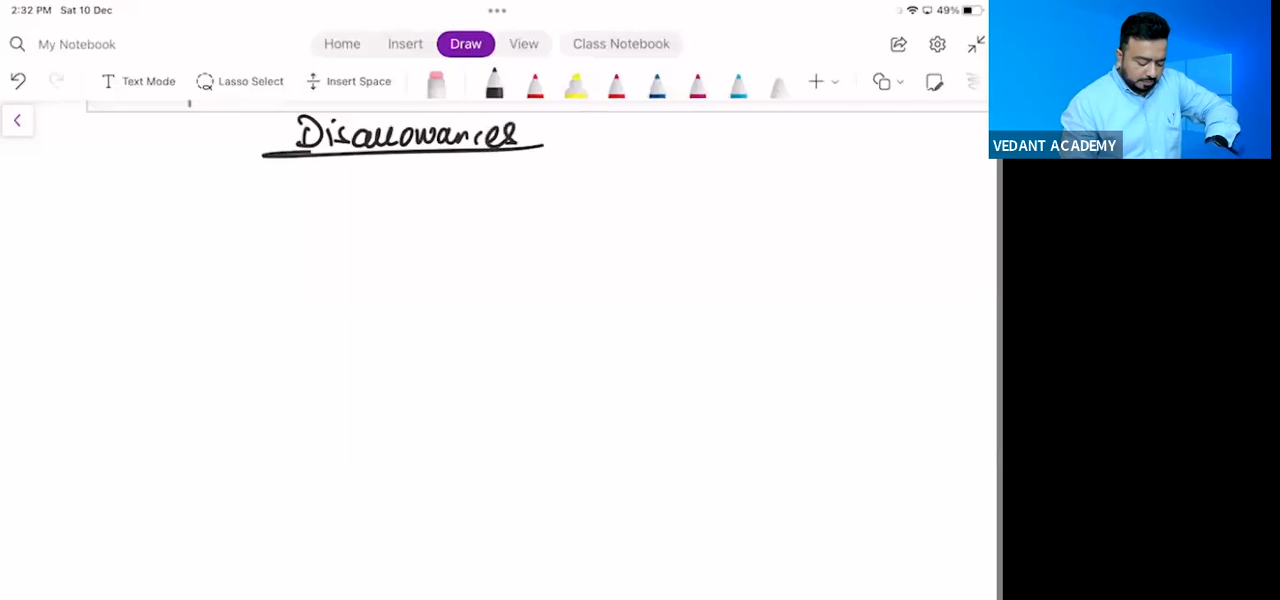 2:32 PM Sat 10 Dec
49%
My Notebook
Home Insert Draw View Class Notebook
Text Mode Lasso Select Insert Space
Disallowances
VEDANT ACADEMY